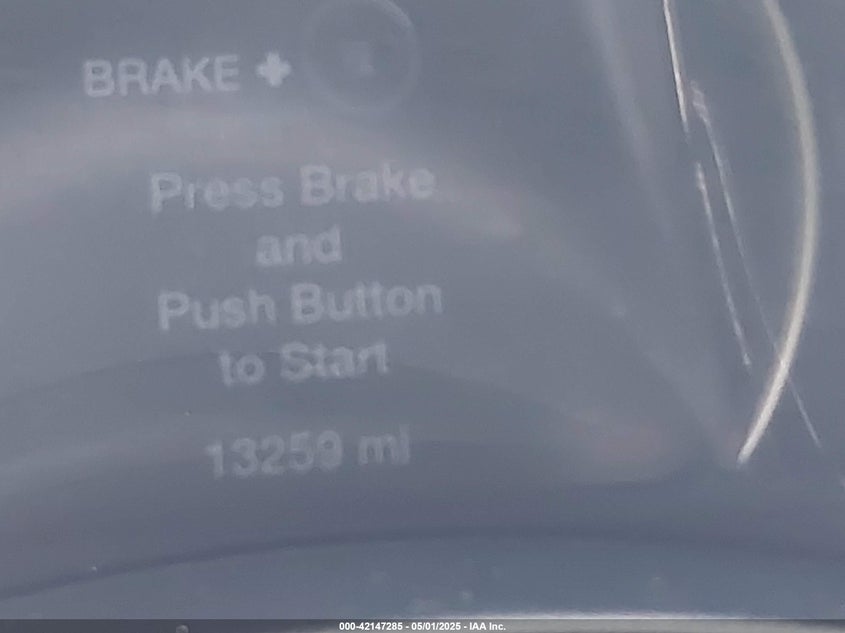 BRAKE +
Press Brake
and
Push Button
to Start
13259 mi
000-42147285 - 05/01/2025 - IAA Inc.